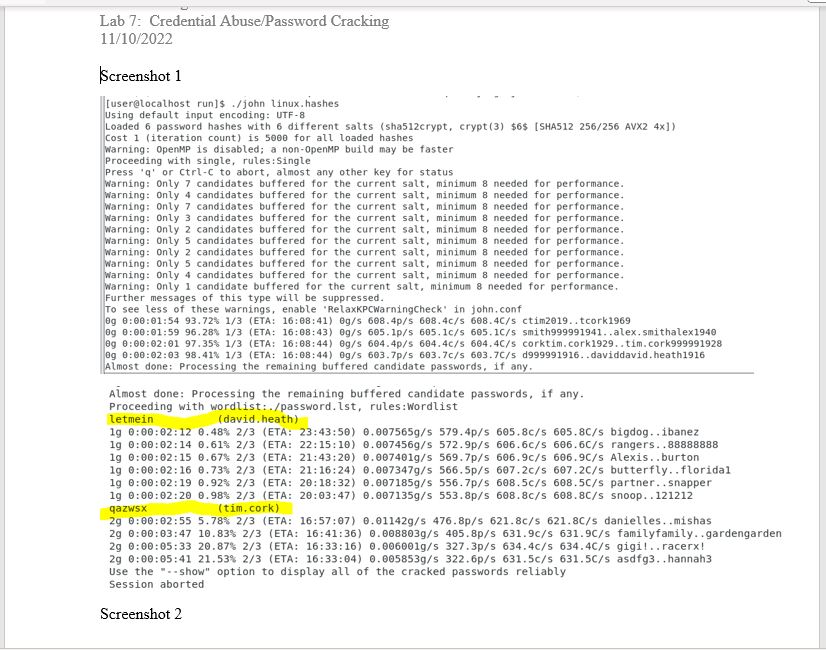 Lab 7: Credential Abuse/Password Cracking
11/10/2022
Screenshot 1
[user@localhost run]$ ./john linux.hashes
Using default input encoding: UTF-8
Loaded 6 password hashes with 6 different salts (sha512crypt, crypt(3) $6$ [SHA512 256/256 AVX2 4x])
Cost 1 (iteration count) is 5000 for all loaded hashes
Warning: OpenMP is disabled; a non-OpenMP build may be faster
Proceeding with single, rules:Single
Press 'q' or Ctrl-C to abort, almost any other key for status
Warning: Only 7 candidates buffered for the current salt, minimum 8 needed for performance.
Warning: Only 4 candidates buffered for the current salt, minimum 8 needed for performance.
Warning: Only 7 candidates buffered for the current salt, minimum 8 needed for performance.
Warning: Only 3 candidates buffered for the current salt, minimum 8 needed for performance.
Warning: Only 2 candidates buffered for the current salt, minimum 8 needed for performance.
Warning: Only 5 candidates buffered for the current salt, minimum 8 needed for performance.
Warning: Only 2 candidates buffered for the current salt, minimum 8 needed for performance.
Warning: Only 5 candidates buffered for the current salt, minimum 8 needed for performance.
Warning: Only 4 candidates buffered for the current salt, minimum 8 needed for performance.
Warning: Only 1 candidate buffered for the current salt, minimum 8 needed for performance.
Further messages of this type will be suppressed.
To see less of these warnings, enable 'RelaxKPCWarningCheck' in john.conf
0g 0:00:01:54 93.72% 1/3 (ETA: 16:08:41) 0g/s 608.4p/s 608.4c/s 608.4C/s ctim2019..tcork1969
0g 0:00:01:59 96.28% 1/3 (ETA: 16:08:43) 0g/s 605.1p/s 605.1c/s 605.1C/s smith999991941..alex.smithalex1940
0g 0:00:02:01 97.35% 1/3 (ETA: 16:08:44) 0g/s 604.4p/s 604.4c/s 604.4C/s corktim.cork1929..tim.cork999991928
0g 0:00:02:03 98.41% 1/3 (ETA: 16:08:44) 0g/s 603.7p/s 603.7c/s 603.7C/s d999991916..daviddavid.heath1916
Almost done: Processing the remaining buffered candidate passwords, if any.
Almost done: Processing the remaining buffered candidate passwords, if any.
Proceeding with wordlist:./password.lst, rules:Wordlist
letmein (david.heath)
1g 0:00:02:12 0.48% 2/3 (ETA: 23:43:50) 0.007565g/s 579.4p/s 605.8c/s 605.8C/s bigdog..ibanez
1g 0:00:02:14 0.61% 2/3 (ETA: 22:15:10) 0.007456g/s 572.9p/s 606.6c/s 606.6C/s rangers..88888888
1g 0:00:02:15 0.67% 2/3 (ETA: 21:43:20) 0.007401g/s 569.7p/s 606.9c/s 606.9C/s Alexis..burton
1g 0:00:02:16 0.73% 2/3 (ETA: 21:16:24) 0.007347g/s 566.5p/s 607.2c/s 607.2C/s butterfly..florida1
1g 0:00:02:19 0.92% 2/3 (ETA: 20:18:32) 0.007185g/s 556.7p/s 608.5c/s 608.5C/s partner..snapper
1g 0:00:02:20 0.98% 2/3 (ETA: 20:03:47) 0.007135g/s 553.8p/s 608.8c/s 608.8C/s snoop..121212
qazwsx (tim.cork)
2g 0:00:02:55 5.78% 2/3 (ETA: 16:57:07) 0.01142g/s 476.8p/s 621.8c/s 621.8C/s danielles..mishas
2g 0:00:03:47 10.83% 2/3 (ETA: 16:41:36) 0.008803g/s 405.8p/s 631.9c/s 631.9C/s familyfamily..gardengarden
2g 0:00:05:33 20.87% 2/3 (ETA: 16:33:16) 0.006001g/s 327.3p/s 634.4c/s 634.4C/s gigi!..racerx!
2g 0:00:05:41 21.53% 2/3 (ETA: 16:33:04) 0.005853g/s 322.6p/s 631.5c/s 631.5C/s asdfg3..hannah3
Use the "--show" option to display all of the cracked passwords reliably
Session aborted
Screenshot 2